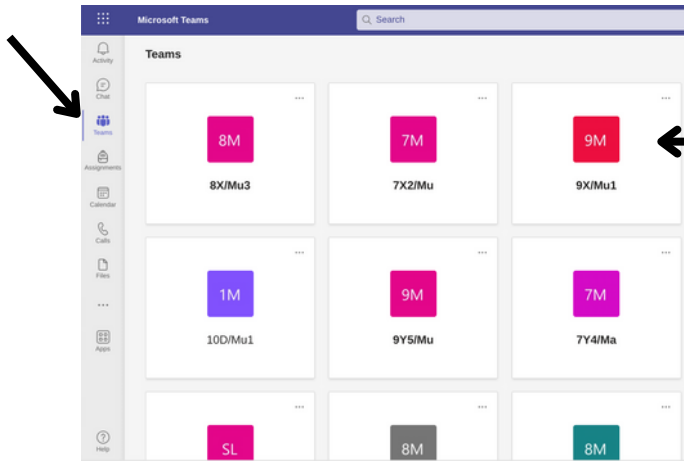 Microsoft Teams
Search
Activity
Chat
Teams
Assignments
Calendar
Calls
Files
Apps
Help
Teams
8M
8X/Mu3
7M
7X2/Mu
9M
9X/Mu1
1M
10D/Mu1
9M
9Y5/Mu
7M
7Y4/Ma
SL
8M
8M